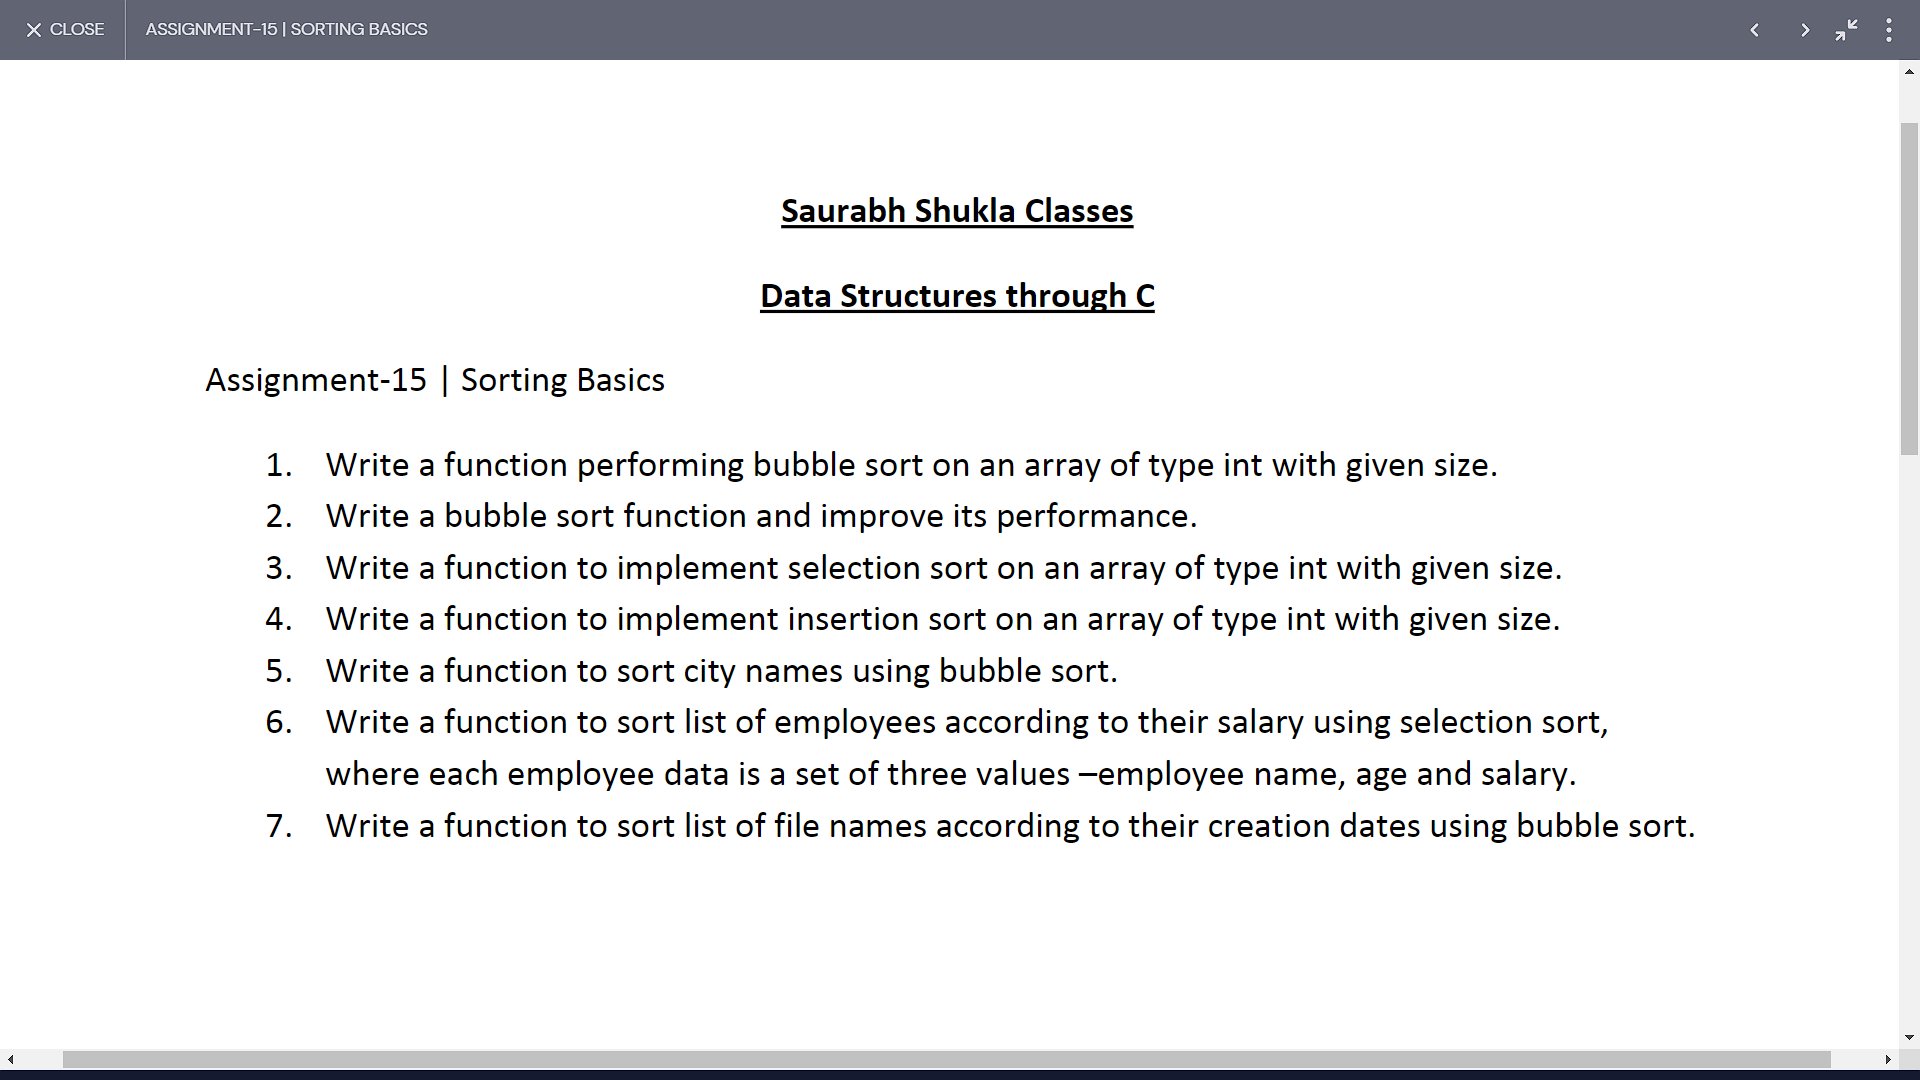 CLOSE
ASSIGNMENT-15 | SORTING BASICS
Saurabh Shukla Classes
Data Structures through C
Assignment-15 | Sorting Basics
1. Write a function performing bubble sort on an array of type int with given size.
2. Write a bubble sort function and improve its performance.
3. Write a function to implement selection sort on an array of type int with given size.
4. Write a function to implement insertion sort on an array of type int with given size.
5. Write a function to sort city names using bubble sort.
6. Write a function to sort list of employees according to their salary using selection sort,
where each employee data is a set of three values –employee name, age and salary.
7. Write a function to sort list of file names according to their creation dates using bubble sort.